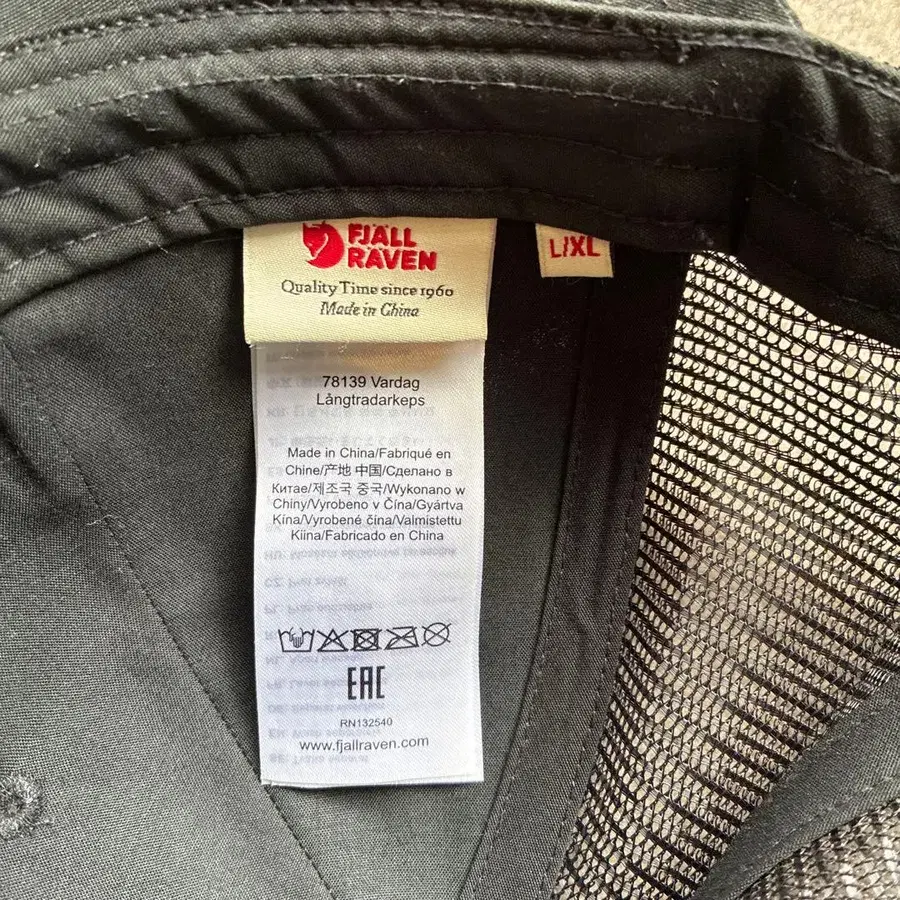 FJÄLL
RÄVEN
L/XL
Quality Time since 1960
Made in China
78139 Vardag
Långtradarkeps
Made in China/Fabriqué en
Chine/产地 中国/Сделано в
Китае/제조국 중국/Wykonano w
Chiny/Vyrobeno v Čína/Gyártva
Kína/Vyrobené čína/Valmistettu
Kiina/Fabricado en China
EAC
RN132540
www.fjallraven.com